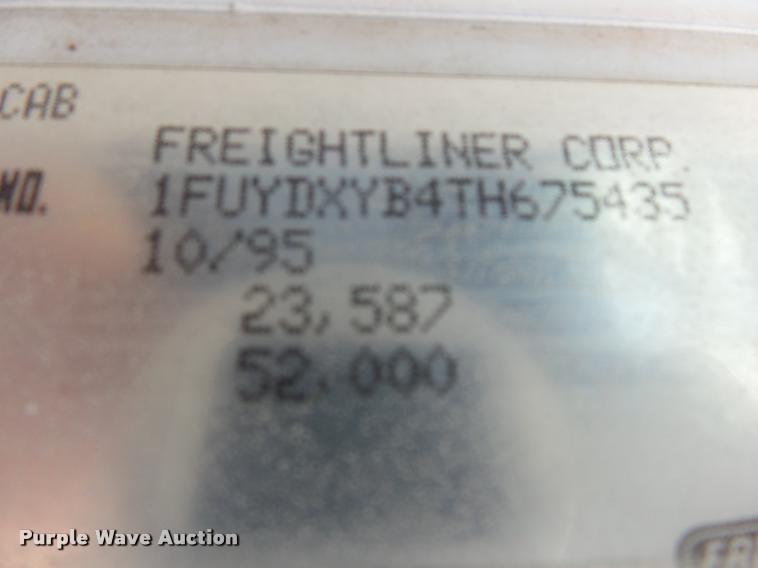 CAB
FREIGHTLINER CORP.
NO.
1FUYDXYB4TH675435
10/95
23,587
52,000
Purple Wave Auction